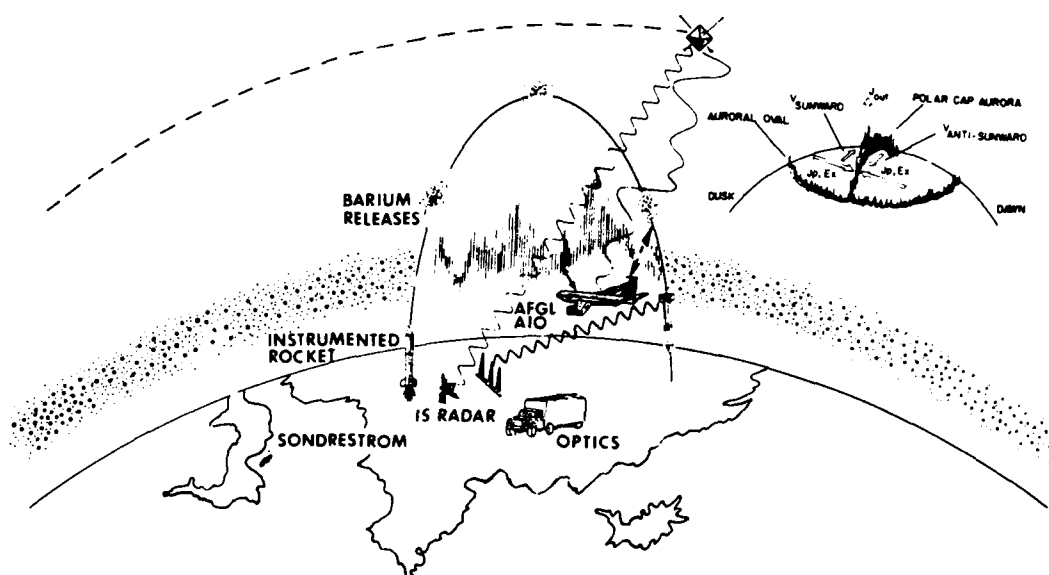 BARIUM
RELEASES
INSTRUMENTED
ROCKET
AFGL
AIO
IS RADAR
SONDRESTROM
OPTICS
AURORAL OVAL
VSUNWARD
Jout
POLAR CAP AURORA
VANTI-SUNWARD
Jp, Ex
Jp, Ex
DUSK
DAWN